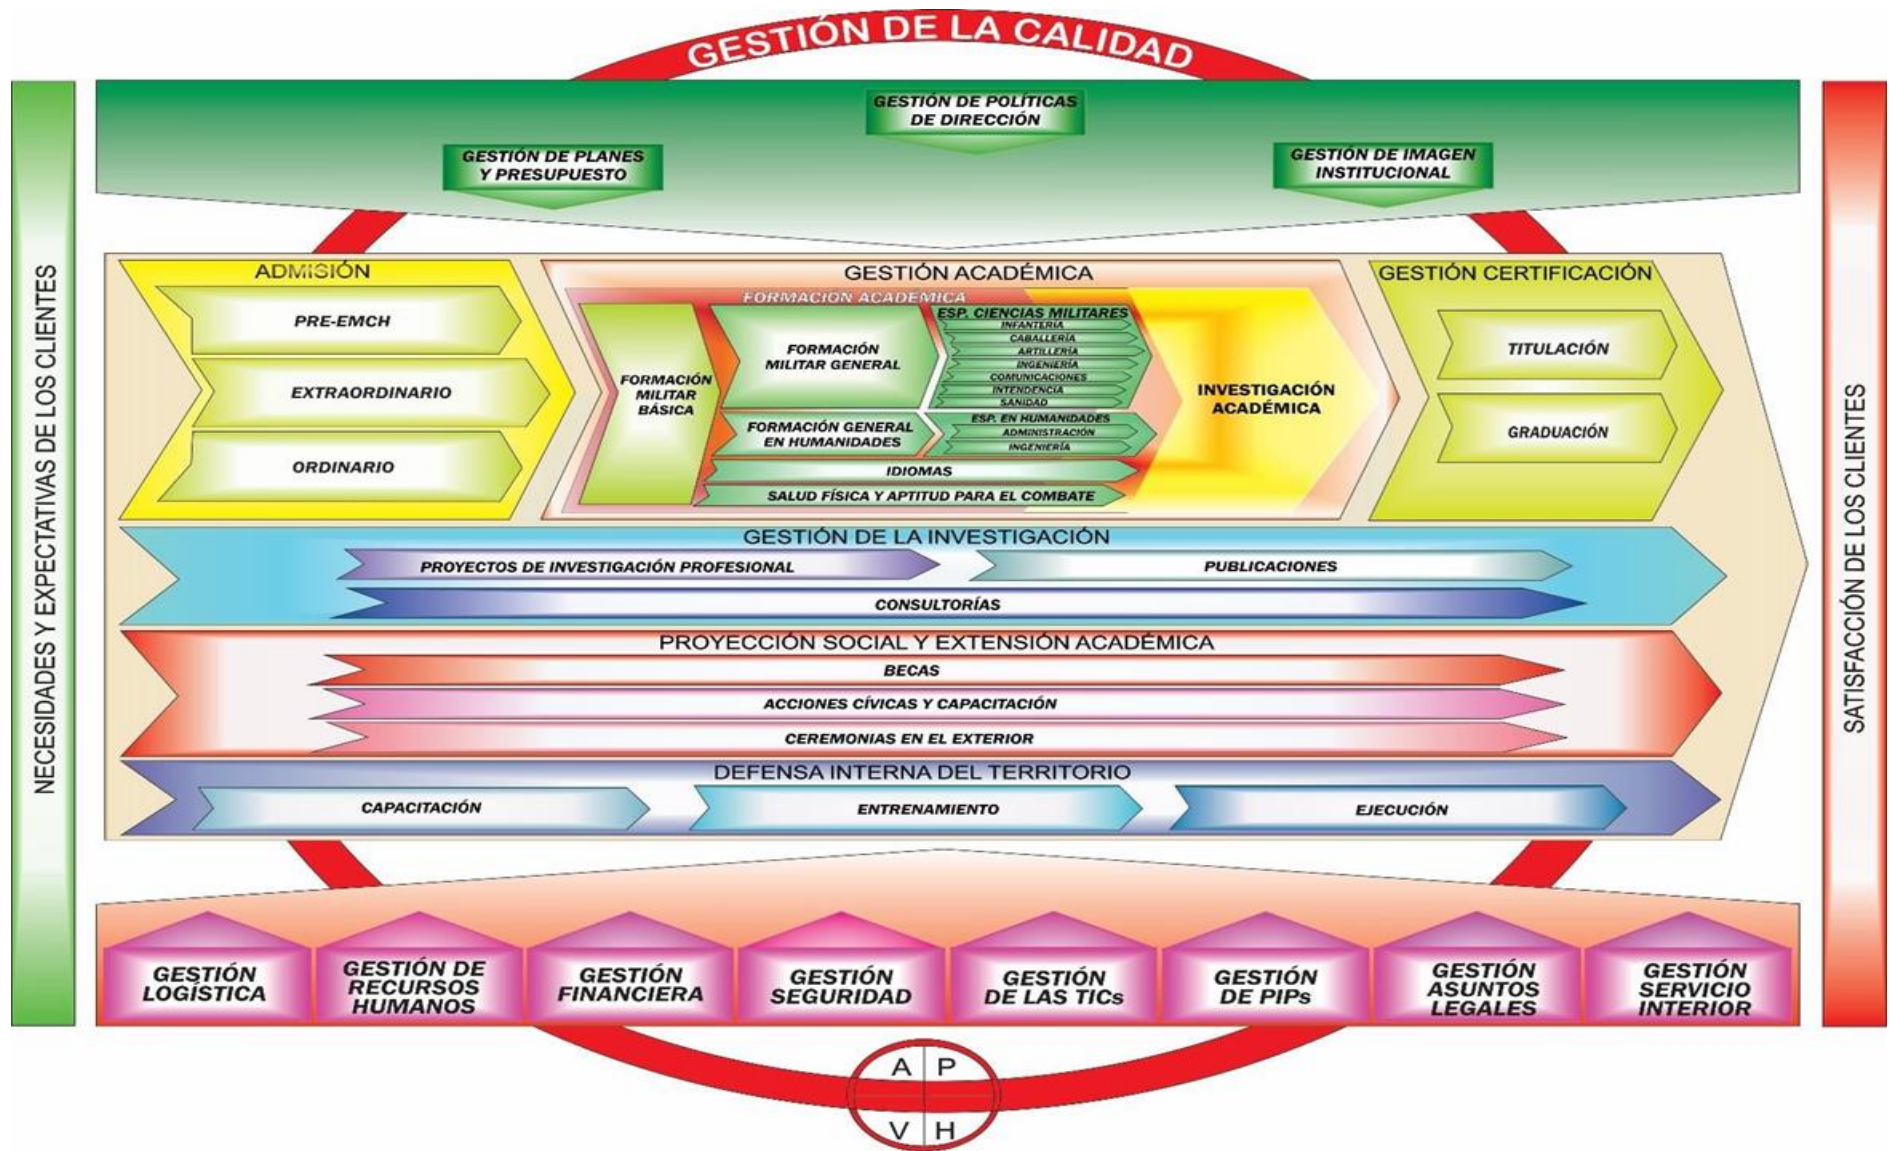 GESTIÓN DE LA CALIDAD
NECESIDADES Y EXPECTATIVAS DE LOS CLIENTES
GESTIÓN DE POLÍTICAS
DE DIRECCIÓN
GESTIÓN DE PLANES
Y PRESUPUESTO
GESTIÓN DE IMAGEN
INSTITUCIONAL
ADMISIÓN
PRE-EMCH
EXTRAORDINARIO
ORDINARIO
GESTIÓN ACADÉMICA
FORMACIÓN ACADÉMICA
FORMACIÓN
MILITAR
BÁSICA
FORMACIÓN
MILITAR GENERAL
ESP. CIENCIAS MILITARES
INFANTERÍA
CABALLERÍA
ARTILLERÍA
INGENIERÍA
COMUNICACIONES
INTENDENCIA
SANIDAD
FORMACIÓN GENERAL
EN HUMANIDADES
ESP. EN HUMANIDADES
ADMINISTRACIÓN
INGENIERÍA
IDIOMAS
SALUD FÍSICA Y APTITUD PARA EL COMBATE
INVESTIGACIÓN
ACADÉMICA
GESTIÓN CERTIFICACIÓN
TITULACIÓN
GRADUACIÓN
GESTIÓN DE LA INVESTIGACIÓN
PROYECTOS DE INVESTIGACIÓN PROFESIONAL
PUBLICACIONES
CONSULTORÍAS
PROYECCIÓN SOCIAL Y EXTENSIÓN ACADÉMICA
BECAS
ACCIONES CÍVICAS Y CAPACITACIÓN
CEREMONIAS EN EL EXTERIOR
DEFENSA INTERNA DEL TERRITORIO
CAPACITACIÓN
ENTRENAMIENTO
EJECUCIÓN
GESTIÓN
LOGÍSTICA
GESTIÓN DE
RECURSOS
HUMANOS
GESTIÓN
FINANCIERA
GESTIÓN
SEGURIDAD
GESTIÓN
DE LAS TICs
GESTIÓN
DE PIPs
GESTIÓN
ASUNTOS
LEGALES
GESTIÓN
SERVICIO
INTERIOR
SATISFACCIÓN DE LOS CLIENTES
A P
V H